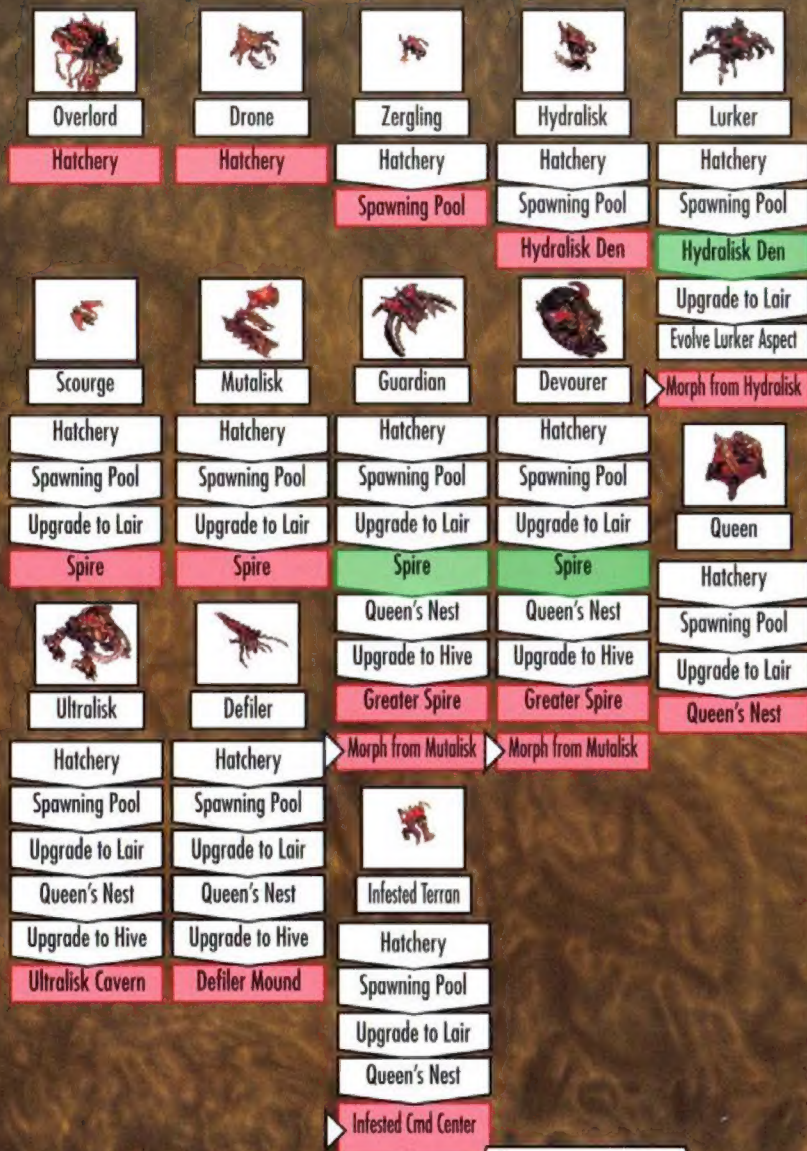 Overlord
Hatchery
Drone
Hatchery
Zergling
Hatchery
Spawning Pool
Hydralisk
Hatchery
Spawning Pool
Hydralisk Den
Lurker
Hatchery
Spawning Pool
Hydralisk Den
Upgrade to Lair
Evolve Lurker Aspect
Morph from Hydralisk
Scourge
Hatchery
Spawning Pool
Upgrade to Lair
Spire
Mutalisk
Hatchery
Spawning Pool
Upgrade to Lair
Spire
Guardian
Hatchery
Spawning Pool
Upgrade to Lair
Spire
Queen's Nest
Upgrade to Hive
Greater Spire
Morph from Mutalisk
Devourer
Hatchery
Spawning Pool
Upgrade to Lair
Spire
Queen's Nest
Upgrade to Hive
Greater Spire
Morph from Mutalisk
Queen
Hatchery
Spawning Pool
Upgrade to Lair
Queen's Nest
Ultralisk
Hatchery
Spawning Pool
Upgrade to Lair
Queen's Nest
Upgrade to Hive
Ultralisk Cavern
Defiler
Hatchery
Spawning Pool
Upgrade to Lair
Queen's Nest
Upgrade to Hive
Defiler Mound
Infested Terran
Hatchery
Spawning Pool
Upgrade to Lair
Queen's Nest
Infested Cmd Center